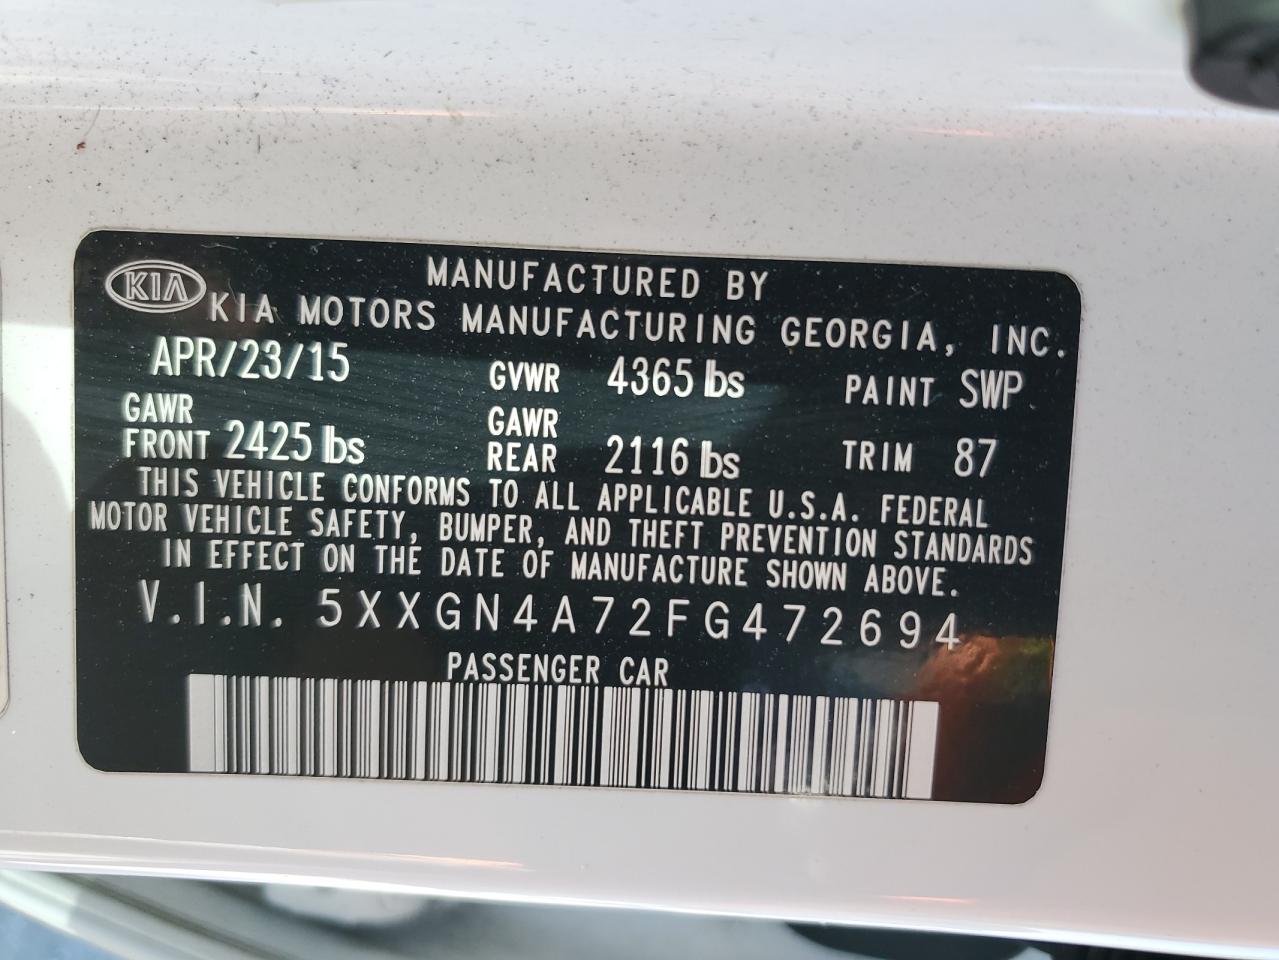 MANUFACTURED BY
KIA KIA MOTORS MANUFACTURING GEORGIA, INC.
APR/23/15 GVWR 4365 lbs PAINT SWP
GAWR FRONT 2425 lbs GAWR REAR 2116 lbs TRIM 87
THIS VEHICLE CONFORMS TO ALL APPLICABLE U.S.A. FEDERAL
MOTOR VEHICLE SAFETY, BUMPER, AND THEFT PREVENTION STANDARDS
IN EFFECT ON THE DATE OF MANUFACTURE SHOWN ABOVE.
V.I.N. 5XXGN4A72FG472694
PASSENGER CAR